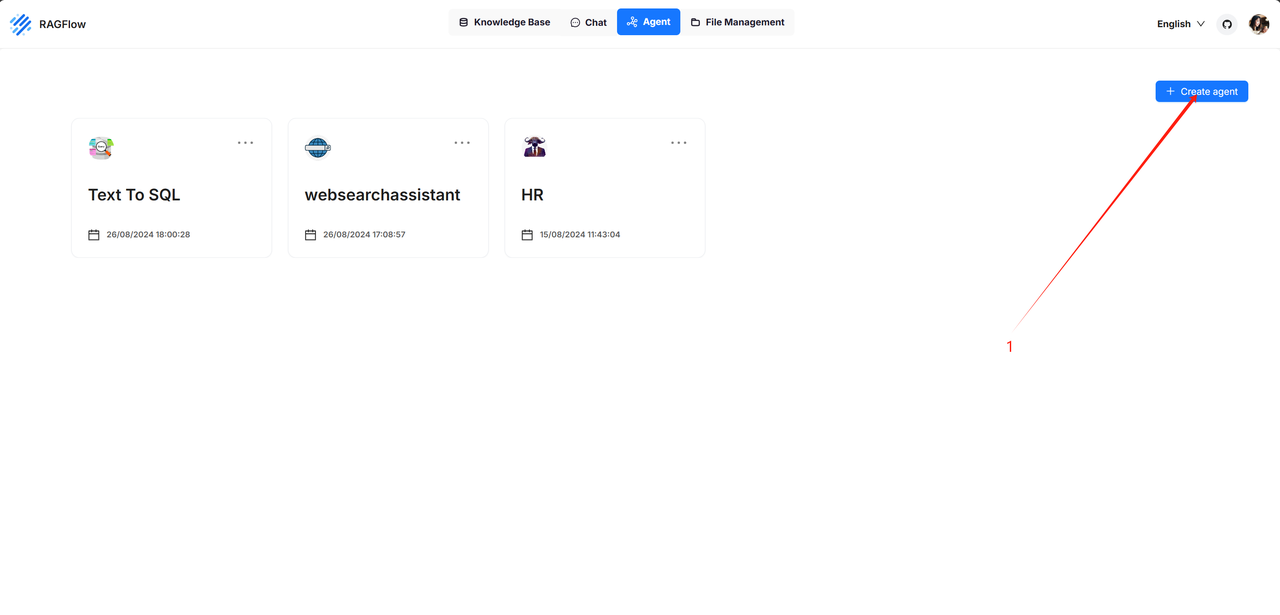 RAGFlow
Knowledge Base
Chat
Agent
File Management
English
Create agent
Text To SQL
websearchassistant
HR
26/08/2024 18:00:28
26/08/2024 17:08:57
15/08/2024 11:43:04
1